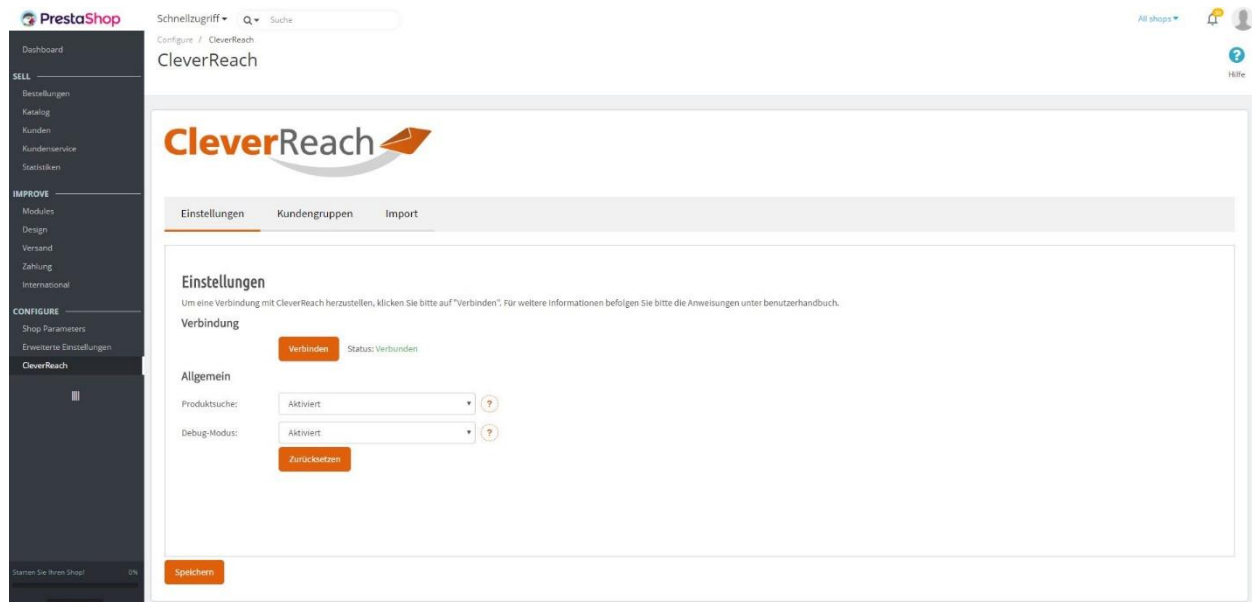 PrestaShop
Schnellzugriff
Suche
All shops
Configure / CleverReach
CleverReach
Hilfe
Dashboard
SELL
Bestellungen
Katalog
Kunden
Kundenservice
Statistiken
IMPROVE
Modules
Design
Versand
Zahlung
International
CONFIGURE
Shop Parameters
Erweiterte Einstellungen
CleverReach
Starten Sie Ihren Shop! 0%
CleverReach
Einstellungen Kundengruppen Import
Einstellungen
Um eine Verbindung mit CleverReach herzustellen, klicken Sie bitte auf "Verbinden". Für weitere Informationen befolgen Sie bitte die Anweisungen unter benutzerhandbuch.
Verbindung
Verbinden Status: Verbunden
Allgemein
Produktsuche: Aktiviert ?
Debug-Modus: Aktiviert ?
Zurücksetzen
Speichern